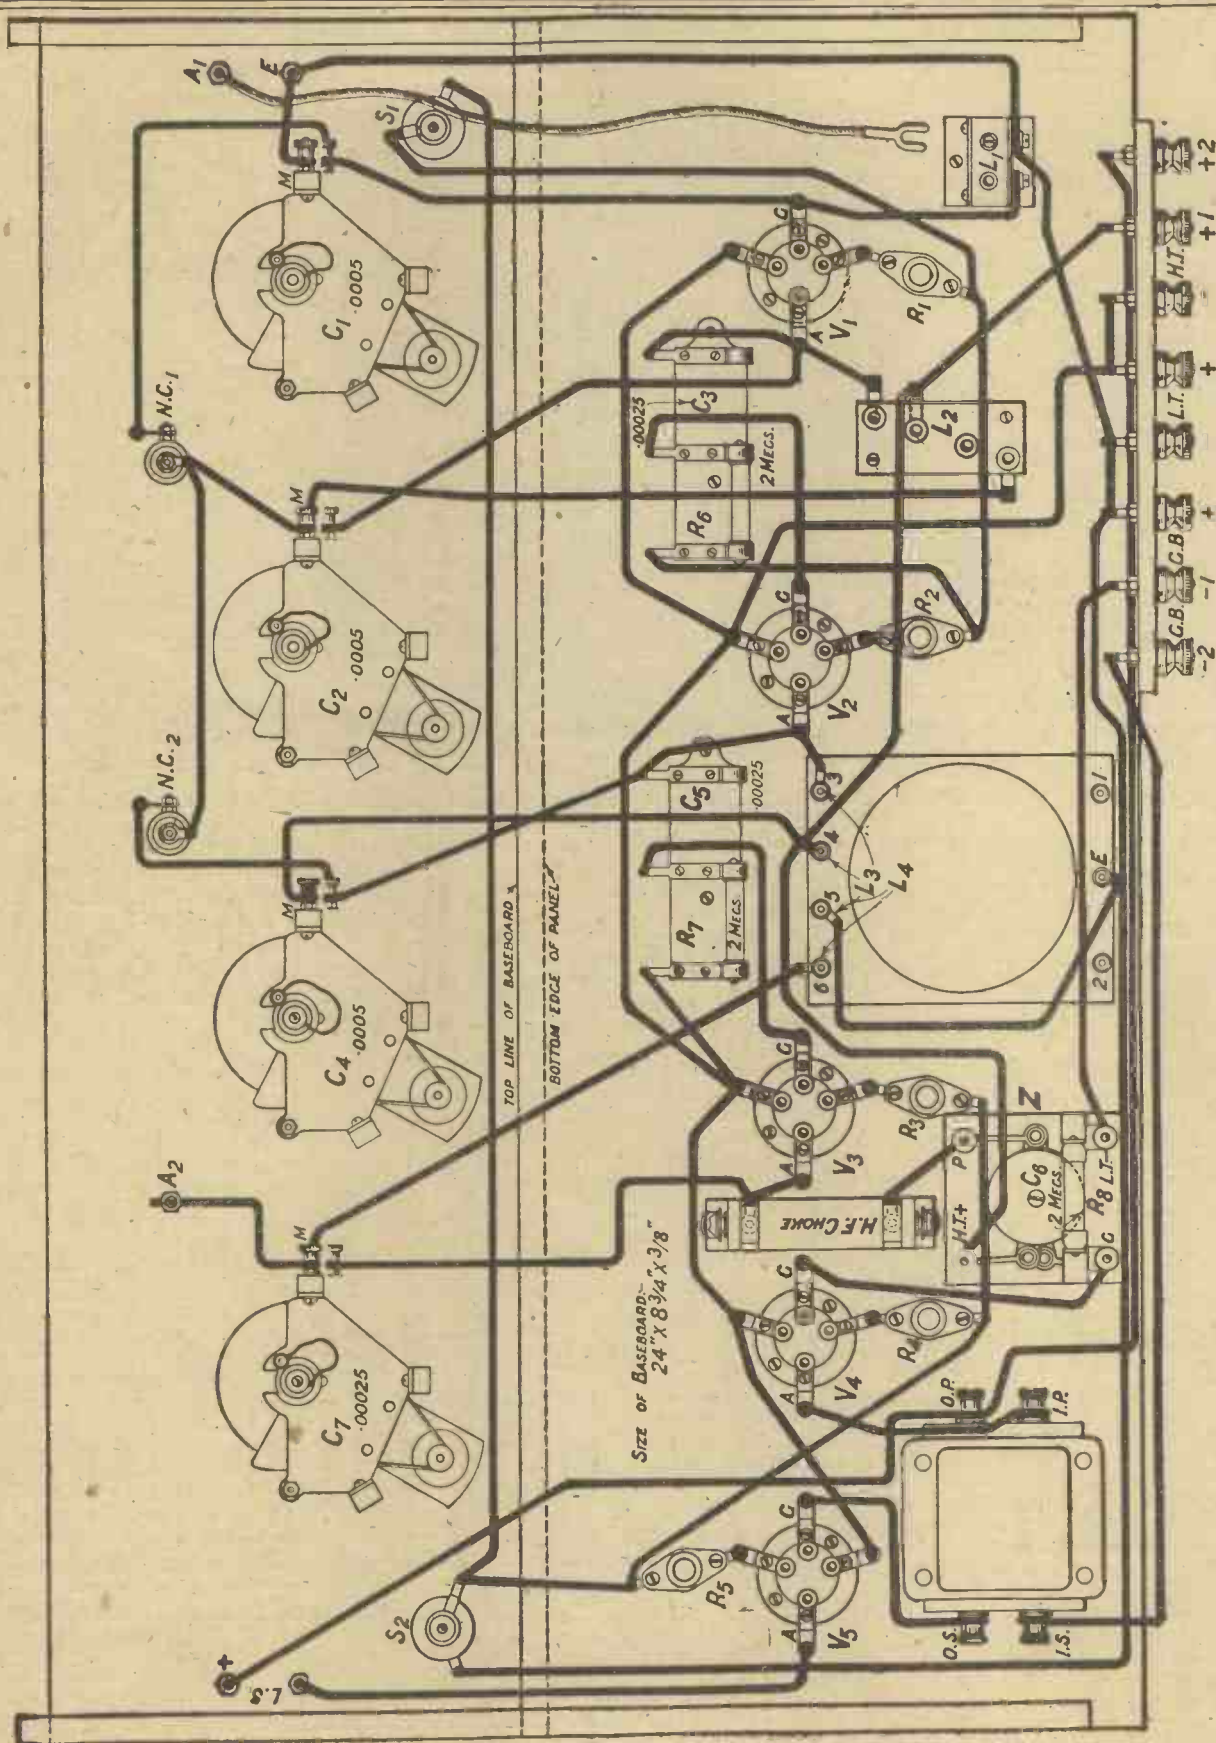 A1
E
S1
M
C1 .0005
N.C.1
M
C2 .0005
N.C.2
M
C4 .0005
A2
M
C7 .00025
S2
+
L.S
TOP LINE OF BASEBOARD
BOTTOM EDGE OF PANEL
SIZE OF BASEBOARD:-
24" X 8 3/4" X 3/8"
G
A
V1
R1
L1
.00025
C3
2 MEGS.
R6
L2
G
A
V2
R2
C5
.00025
R7
2 MEGS.
3
4
5
6
L3
L4
1
E
2
G
A
V3
R3
H.F. CHOKE
Z
P
H.T.+
C8
2 MEGS.
R8
L.T.
G
G
A
V4
R4
O.P.
I.P.
O.S.
I.S.
R5
G
A
V5
-2
G.B.
-1
G.B
+
L.T.
+
-
H.T.
+1
+2